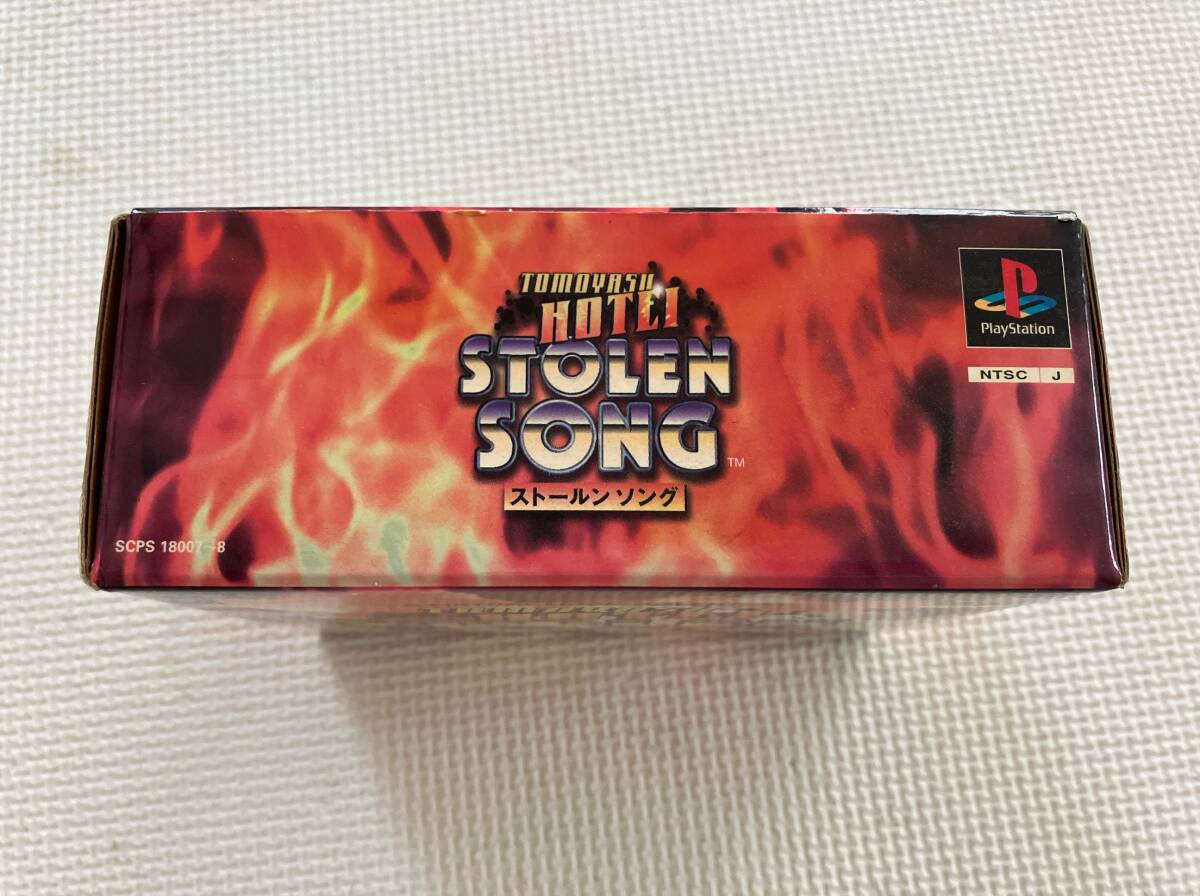 TOMOYASU
HOTEI
STOLEN
SONG
TM
ストールン ソング
PlayStation
NTSC J
SCPS 18007~8